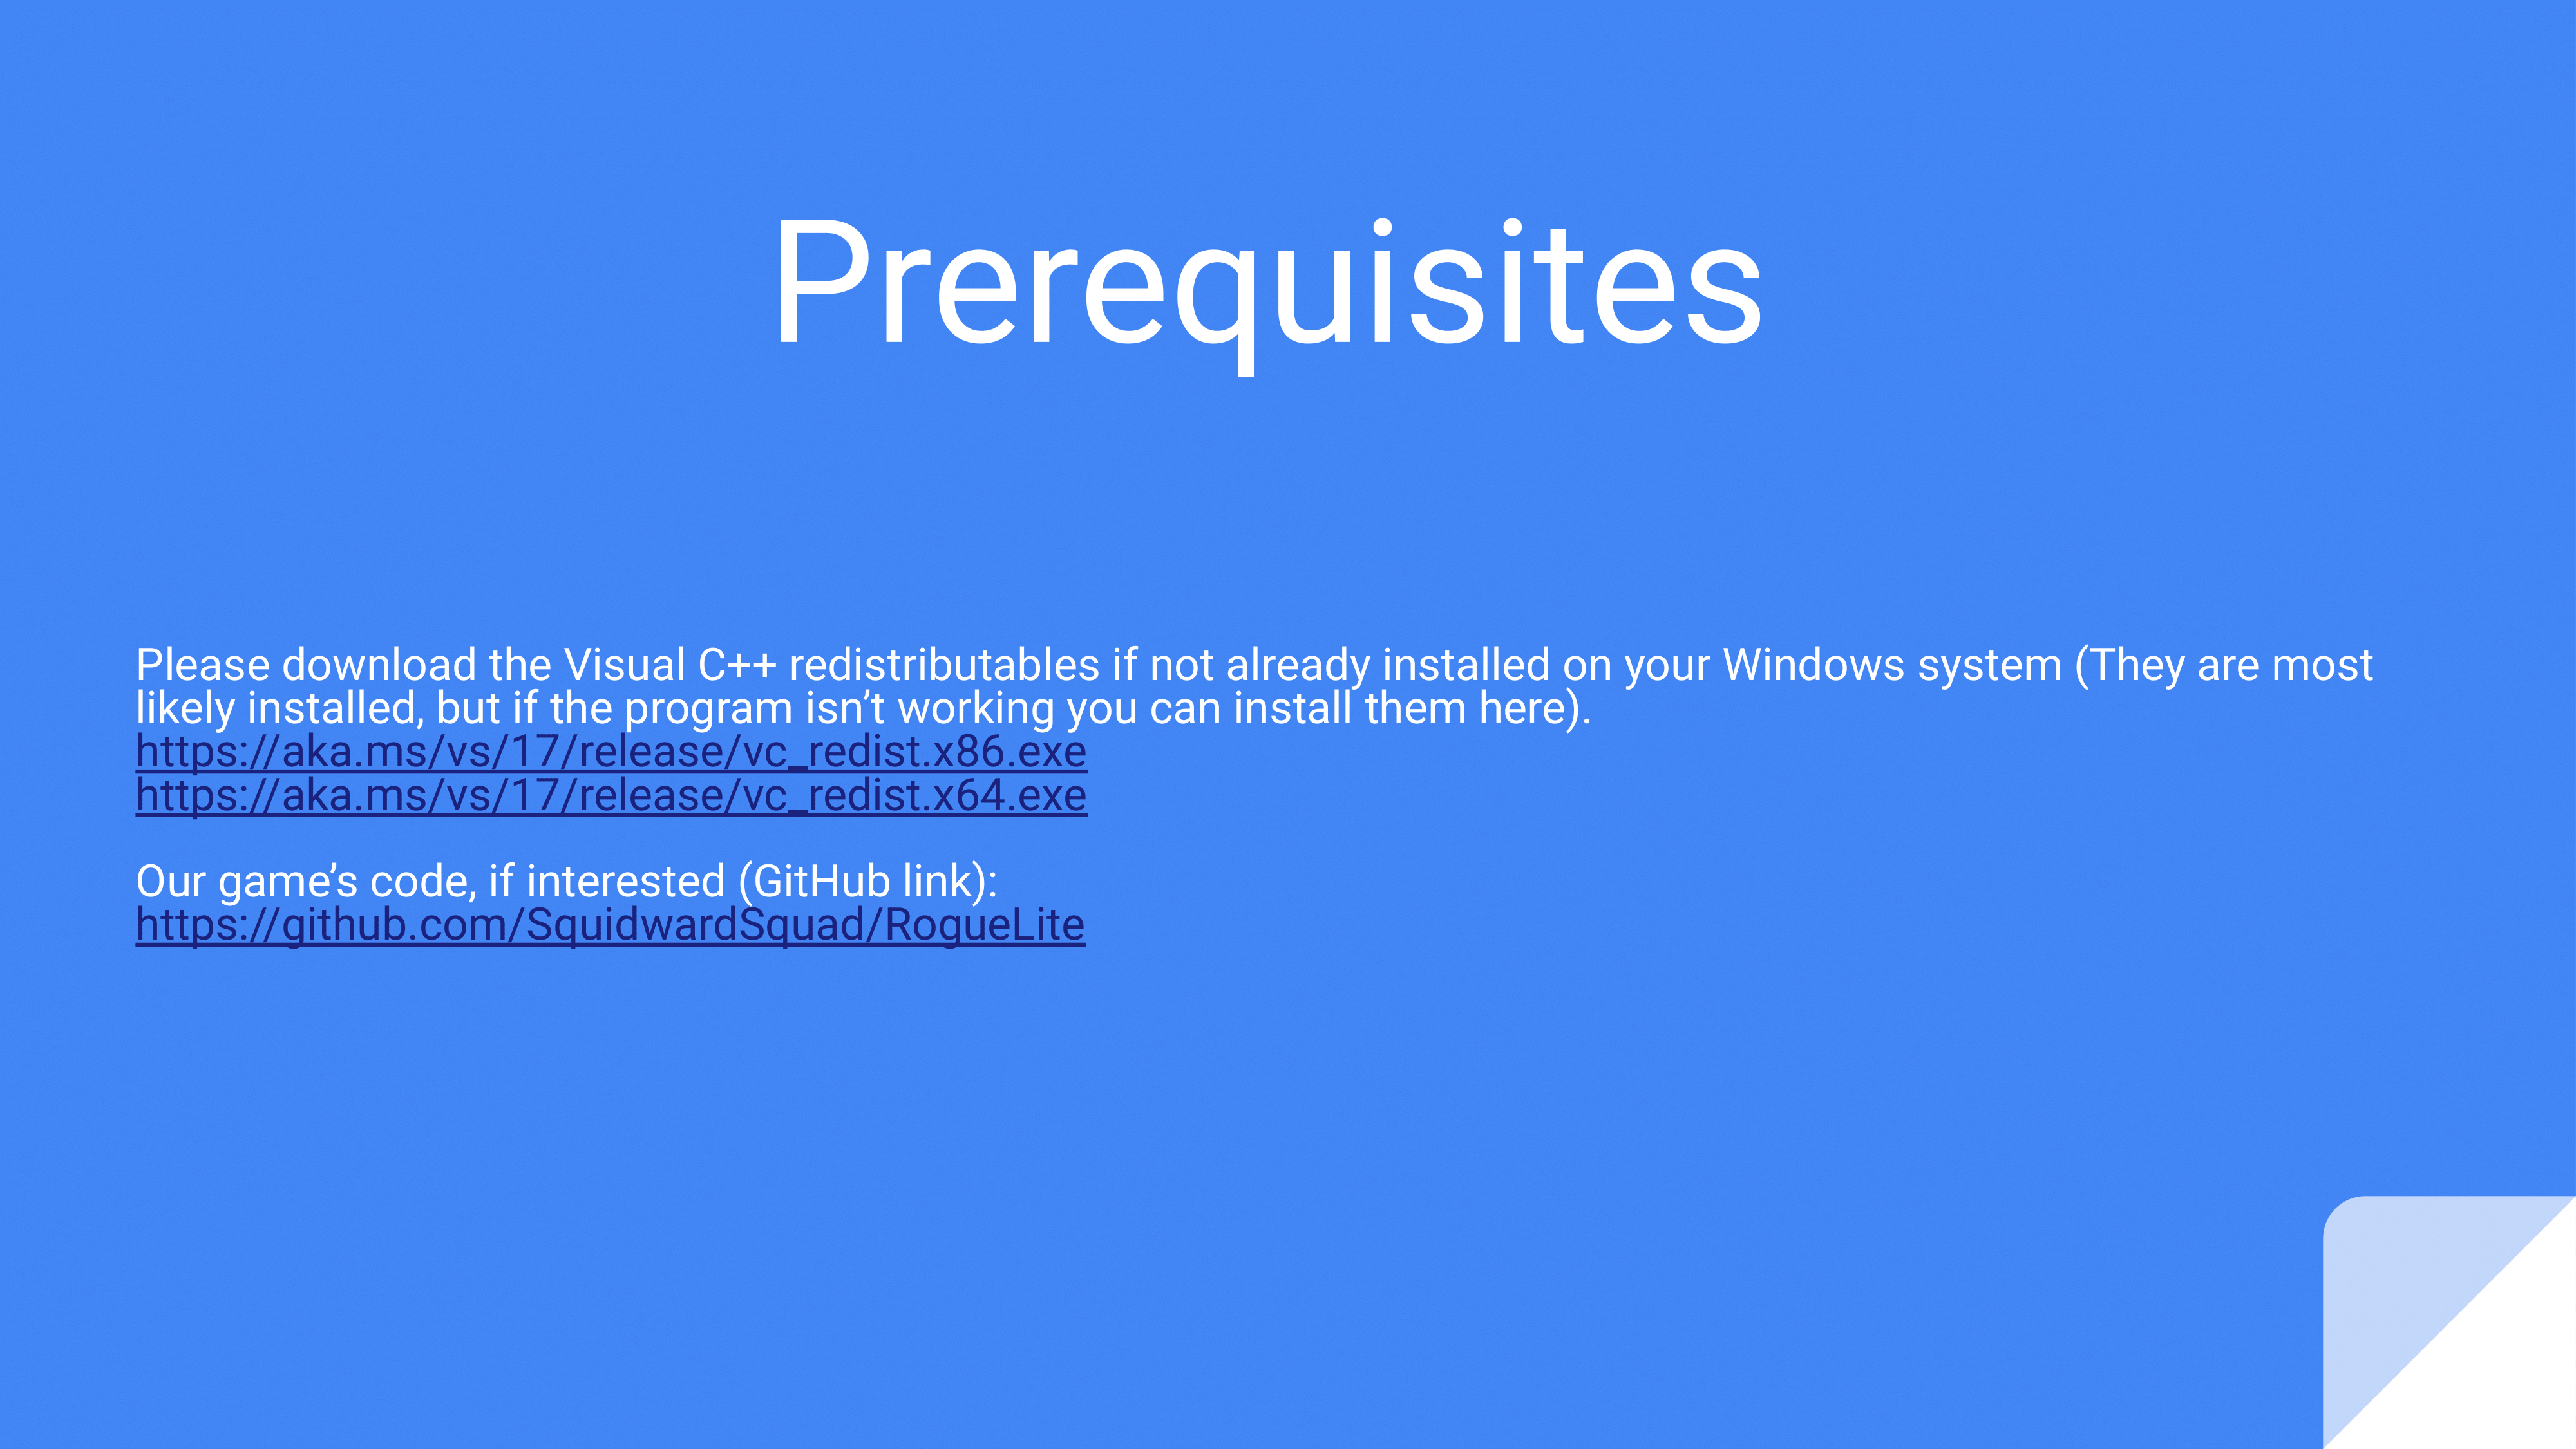 Prerequisites
Please download the Visual C++ redistributables if not already installed on your Windows system (They are most
likely installed, but if the program isn’t working you can install them here).
https://aka.ms/vs/17/release/vc_redist.x86.exe
https://aka.ms/vs/17/release/vc_redist.x64.exe
Our game’s code, if interested (GitHub link):
https://github.com/SquidwardSquad/RogueLite